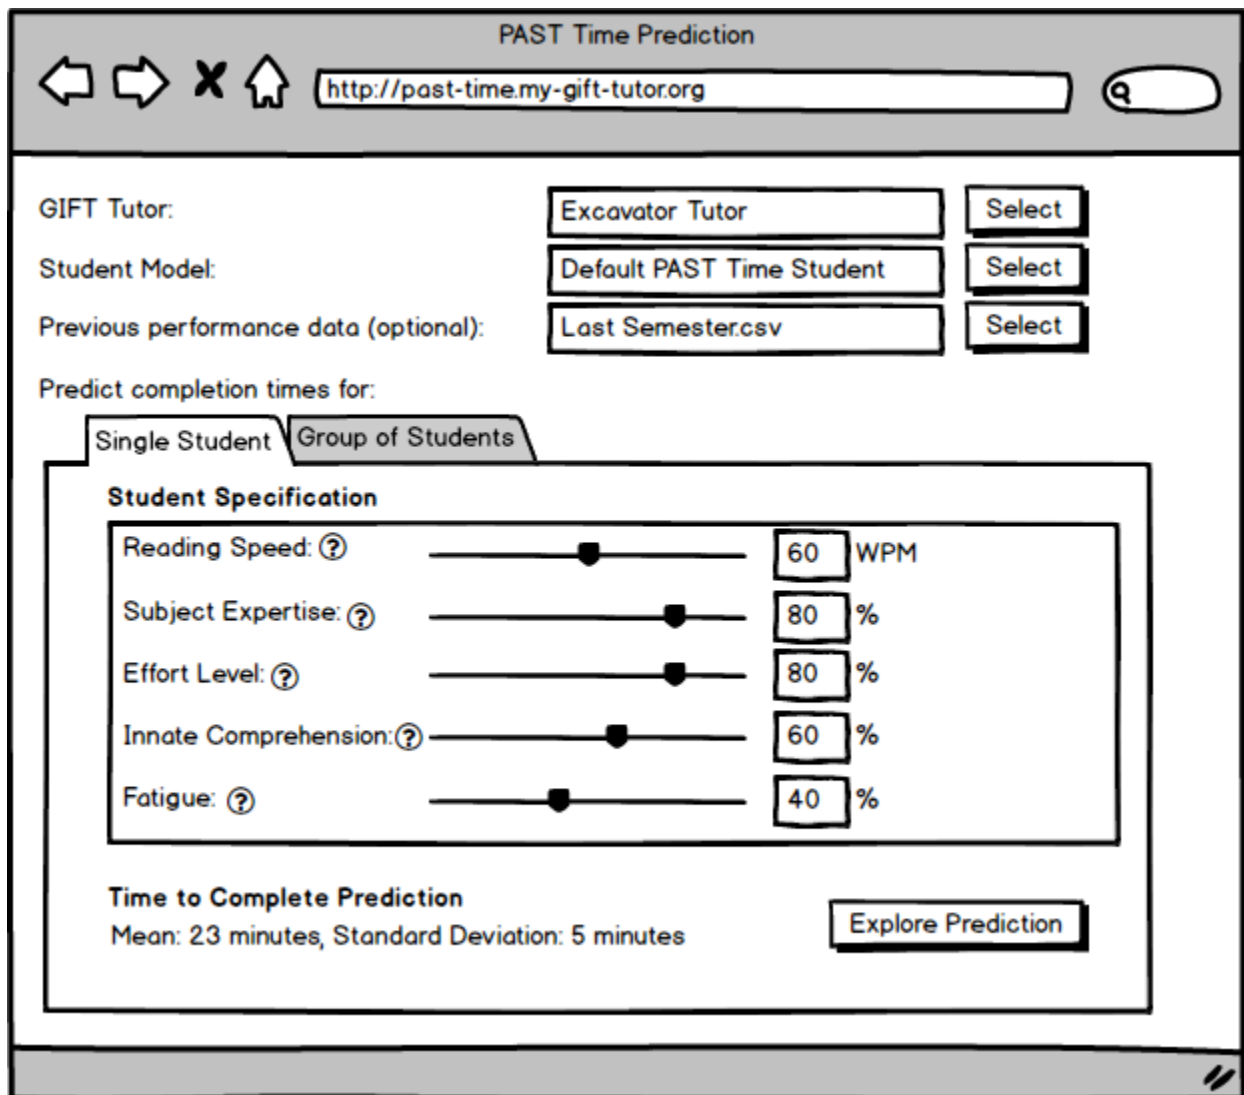 PAST Time Prediction
http://past-time.my-gift-tutor.org
GIFT Tutor: Excavator Tutor Select
Student Model: Default PAST Time Student Select
Previous performance data (optional): Last Semester.csv Select
Predict completion times for:
Single Student Group of Students
Student Specification
Reading Speed: ? 60 WPM
Subject Expertise: ? 80 %
Effort Level: ? 80 %
Innate Comprehension: ? 60 %
Fatigue: ? 40 %
Time to Complete Prediction
Mean: 23 minutes, Standard Deviation: 5 minutes
Explore Prediction